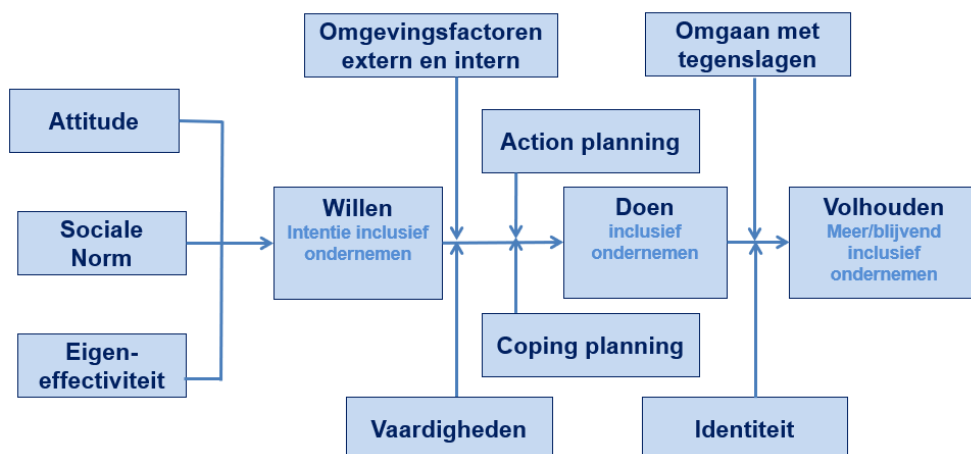 Omgevingsfactoren
extern en intern
Omgaan met
tegenslagen
Attitude
Action planning
Sociale
Norm
Willen
Intentie inclusief
ondernemen
Doen
inclusief
ondernemen
Volhouden
Meer/blijvend
inclusief
ondernemen
Eigen-
effectiviteit
Coping planning
Vaardigheden
Identiteit